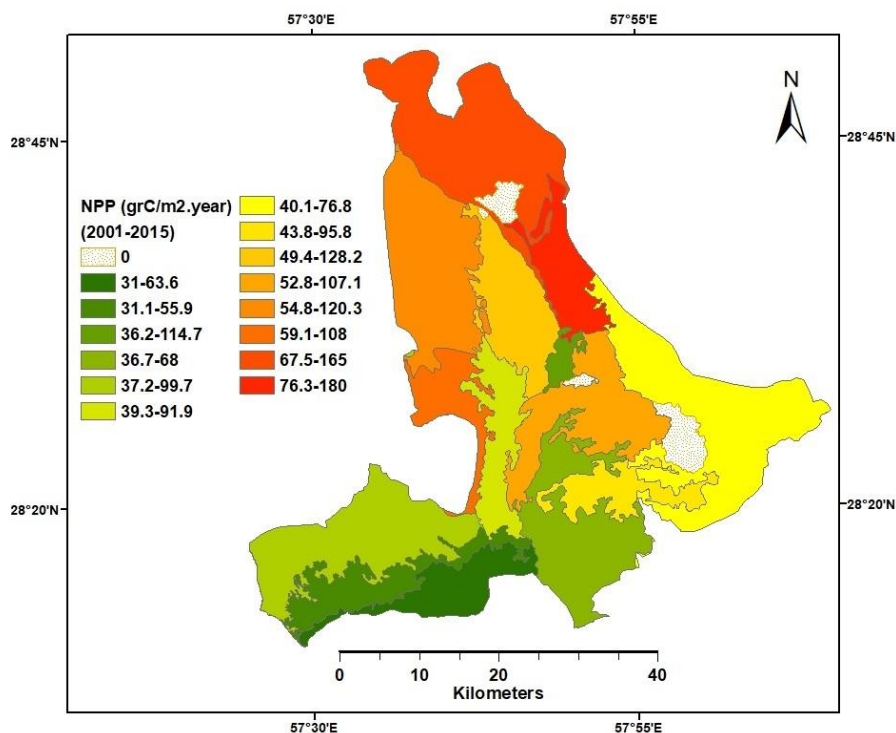 57°30'E 57°55'E
N
28°45'N 28°45'N
NPP (grC/m2.year)
(2001-2015)
0
31-63.6
31.1-55.9
36.2-114.7
36.7-68
37.2-99.7
39.3-91.9
40.1-76.8
43.8-95.8
49.4-128.2
52.8-107.1
54.8-120.3
59.1-108
67.5-165
76.3-180
28°20'N 28°20'N
0 10 20 40
Kilometers
57°30'E 57°55'E